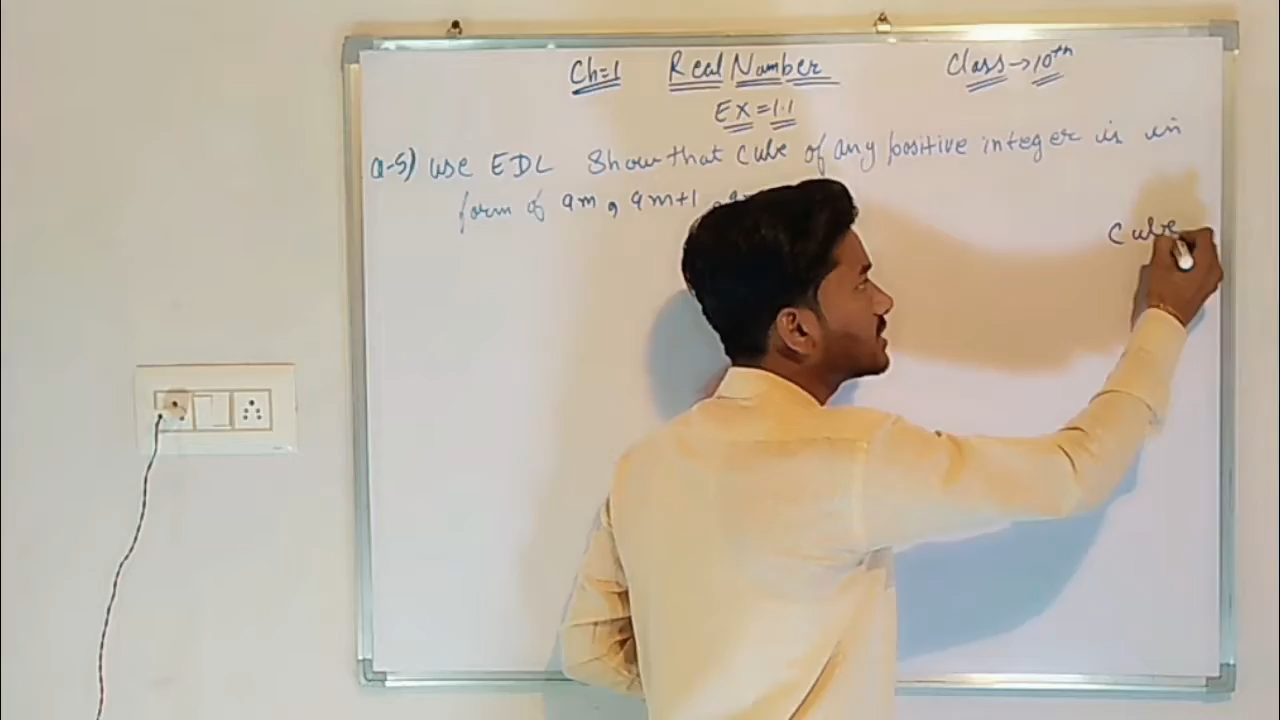 Ch=1 Real Number Class→10th
EX=1.1
Q-5) use EDL Show that Cube of any positive integer is in
form of 9m, 9m+1,
Cube